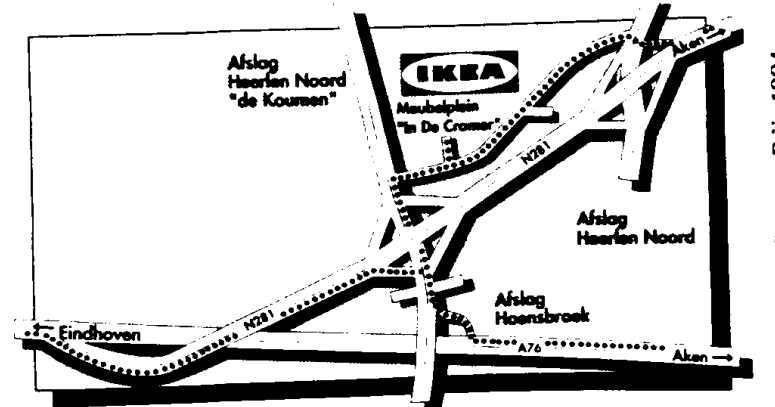 Afslag
Heerlen Noord
"de Koumen"
IKEA
Meubelplein
"In De Cramer"
Aken →
N281
Afslag
Heerlen Noord
Afslag
Hoensbroek
N281
← Eindhoven
A76
Aken →